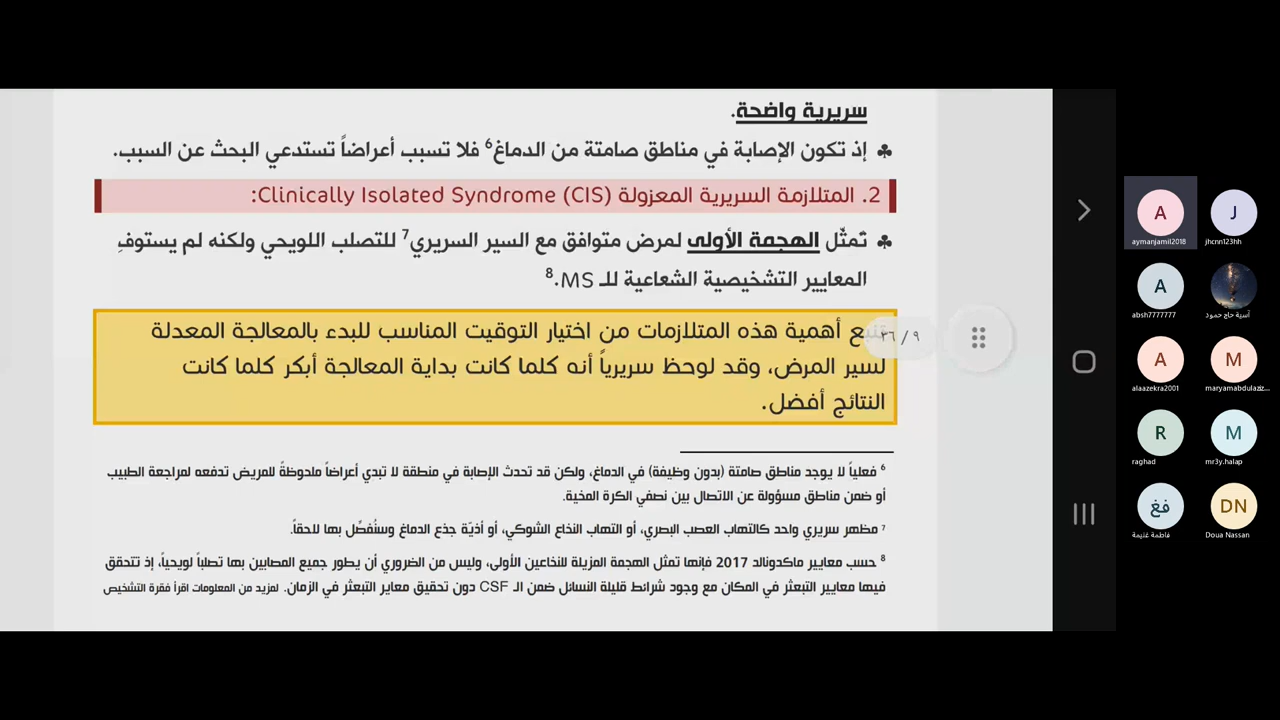 سريرية واضحة.
♣ إذ تكون الإصابة في مناطق صامتة من الدماغ⁶ فلا تسبب أعراضاً تستدعي البحث عن السبب.
2. المتلازمة السريرية المعزولة Clinically Isolated Syndrome (CIS):
♣ تمثّل الهجمة الأولى لمرض متوافق مع السير السريري⁷ للتصلب اللويحي ولكنه لم يستوفِ
المعايير التشخيصية الشعاعية للـ MS.⁸
تنبع أهمية هذه المتلازمات من اختيار التوقيت المناسب للبدء بالمعالجة المعدلة
لسير المرض، وقد لوحظ سريرياً أنه كلما كانت بداية المعالجة أبكر كلما كانت
النتائج أفضل.
٣٦ / ٩
⁶ فعلياً لا يوجد مناطق صامتة (بدون وظيفة) في الدماغ، ولكن قد تحدث الإصابة في منطقة لا تبدي أعراضاً ملحوظةً للمريض تدفعه لمراجعة الطبيب
أو ضمن مناطق مسؤولة عن الاتصال بين نصفي الكرة المخية.
⁷ مظهر سريري واحد كالتهاب العصب البصري، أو التهاب النخاع الشوكي، أو أذيّة جذع الدماغ وسنُفصِّل بها لاحقاً.
⁸ حسب معايير ماكدونالد 2017 فإنها تمثل الهجمة المزيلة للنخاعين الأولى، وليس من الضروري أن يطور جميع المصابين بها تصلباً لويحياً، إذ تتحقق
فيها معايير التبعثر في المكان مع وجود شرائط قليلة النسائل ضمن الـ CSF دون تحقيق معاير التبعثر في الزمان. لمزيد من المعلومات اقرأ فقرة التشخيص
A
aymanjamil2018
J
jhcnn123hh
A
absh7777777
آسية حاج حمود
A
alaazekra2001
M
maryamabdulaziz...
R
raghad
M
mr3y.halap
فغ
فاطمة غنيمة
DN
Doua Nassan